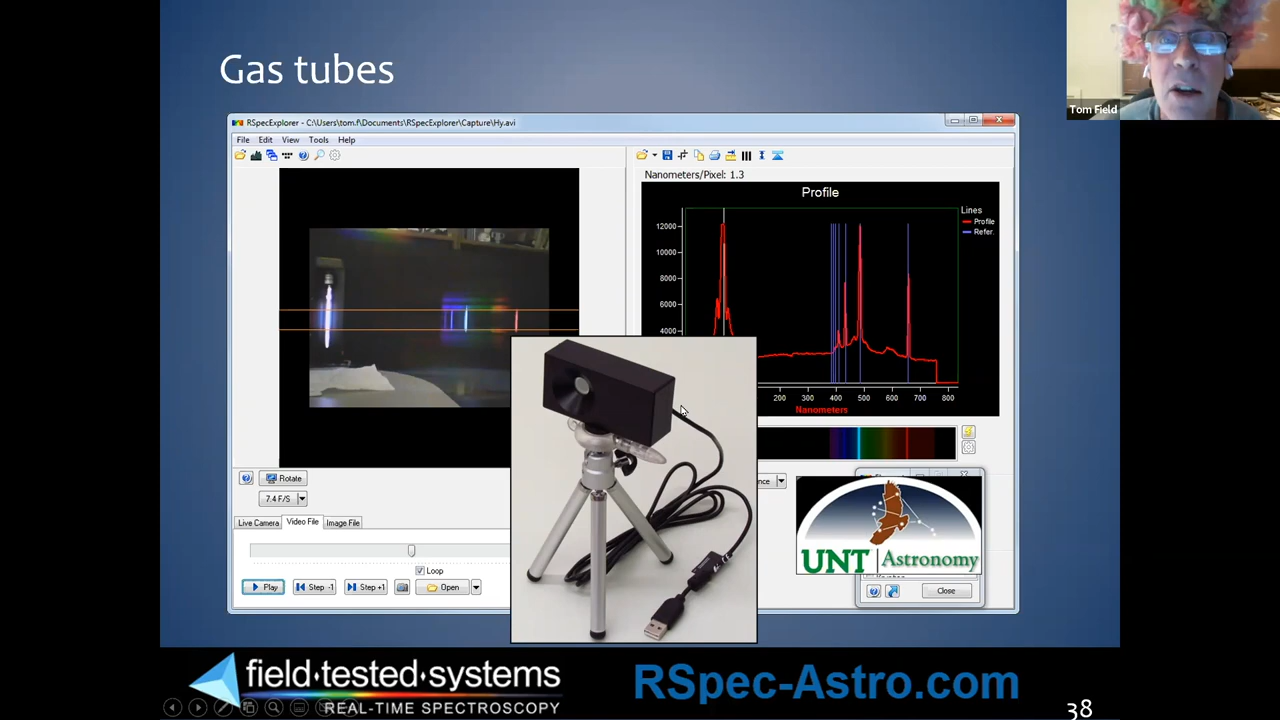 Gas tubes
Tom Field
RSpecExplorer - C:\Users\tom.f\Documents\RSpecExplorer\Capture\Hy.avi
File Edit View Tools Help
Nanometers/Pixel: 1.3
Profile
Lines
Profile
Refer.
12000
10000
8000
6000
4000
200 300 400 500 600 700 800
Nanometers
Rotate
7.4 F/S
nce
Live Camera Video File Image File
Loop
Play Step -1 Step +1 Open
UNT Astronomy
Close
field·tested·systems
REAL-TIME SPECTROSCOPY
RSpec-Astro.com
38